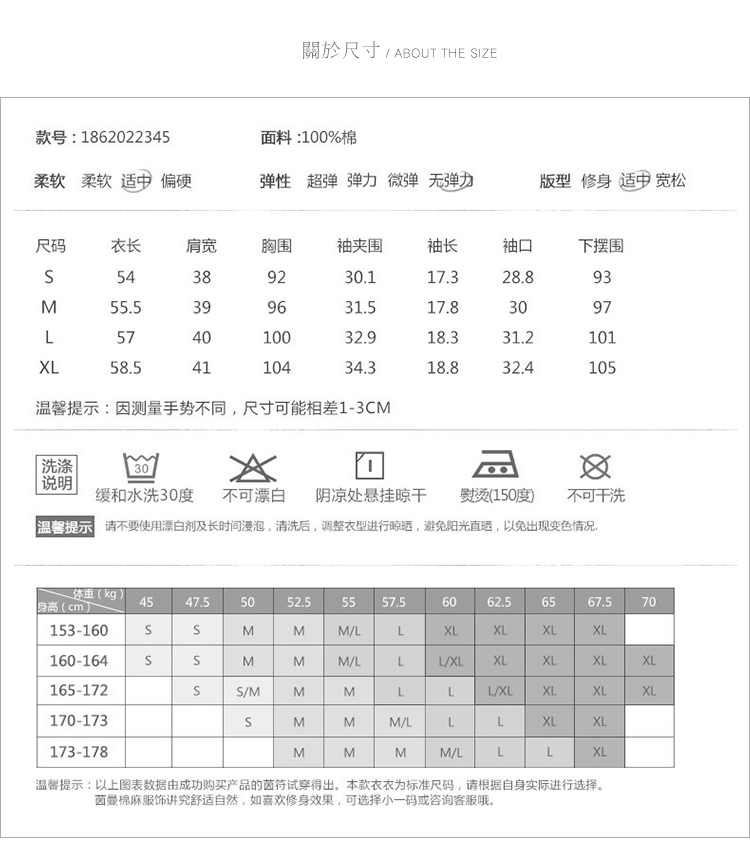 關於尺寸 / ABOUT THE SIZE
款号 : 1862022345 面料 :100%棉
柔软 柔软 适中 偏硬 弹性 超弹 弹力 微弹 无弹力 版型 修身 适中 宽松
尺码 衣长 肩宽 胸围 袖夹围 袖长 袖口 下摆围
S 54 38 92 30.1 17.3 28.8 93
M 55.5 39 96 31.5 17.8 30 97
L 57 40 100 32.9 18.3 31.2 101
XL 58.5 41 104 34.3 18.8 32.4 105
温馨提示：因测量手势不同，尺寸可能相差1-3CM
洗涤
说明
30
缓和水洗30度 不可漂白 阴凉处悬挂晾干 熨烫(150度) 不可干洗
温馨提示 请不要使用漂白剂及长时间浸泡，清洗后，调整衣型进行晾晒，避免阳光直晒，以免出现变色情况.
体重（kg）
身高（cm） 45 47.5 50 52.5 55 57.5 60 62.5 65 67.5 70
153-160 S S M M M/L L XL XL XL XL
160-164 S S M M M/L L L/XL XL XL XL XL
165-172 S S/M M M L L L/XL XL XL XL
170-173 S M M M/L L L XL XL
173-178 M M M M/L L L XL
温馨提示：以上图表数据由成功购买产品的茵符试穿得出。本款衣衣为标准尺码，请根据自身实际进行选择。
茵曼棉麻服饰讲究舒适自然，如喜欢修身效果，可选择小一码或咨询客服哦。